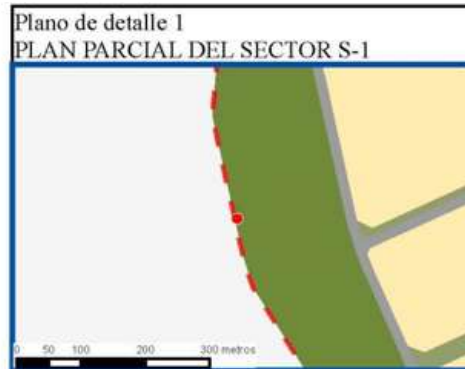 Plano de detalle 1
PLAN PARCIAL DEL SECTOR S-1
0 50 100 200 300 metros